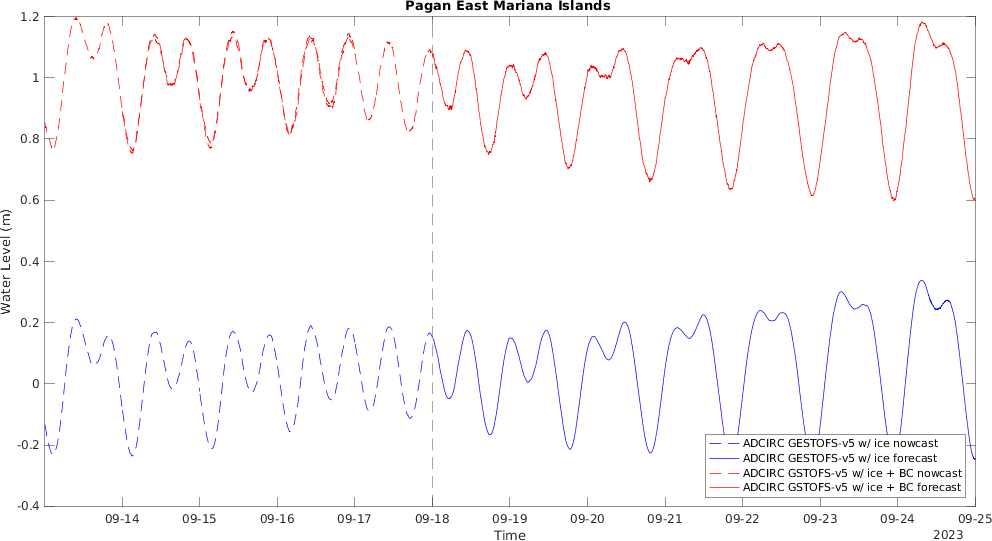 Pagan East Mariana Islands
Water Level (m)
1.2
1
0.8
0.6
0.4
0.2
0
-0.2
-0.4
ADCIRC GESTOFS-v5 w/ ice nowcast
ADCIRC GESTOFS-v5 w/ ice forecast
ADCIRC GSTOFS-v5 w/ ice + BC nowcast
ADCIRC GSTOFS-v5 w/ ice + BC forecast
09-14 09-15 09-16 09-17 09-18 09-19 09-20 09-21 09-22 09-23 09-24 09-25
Time
2023